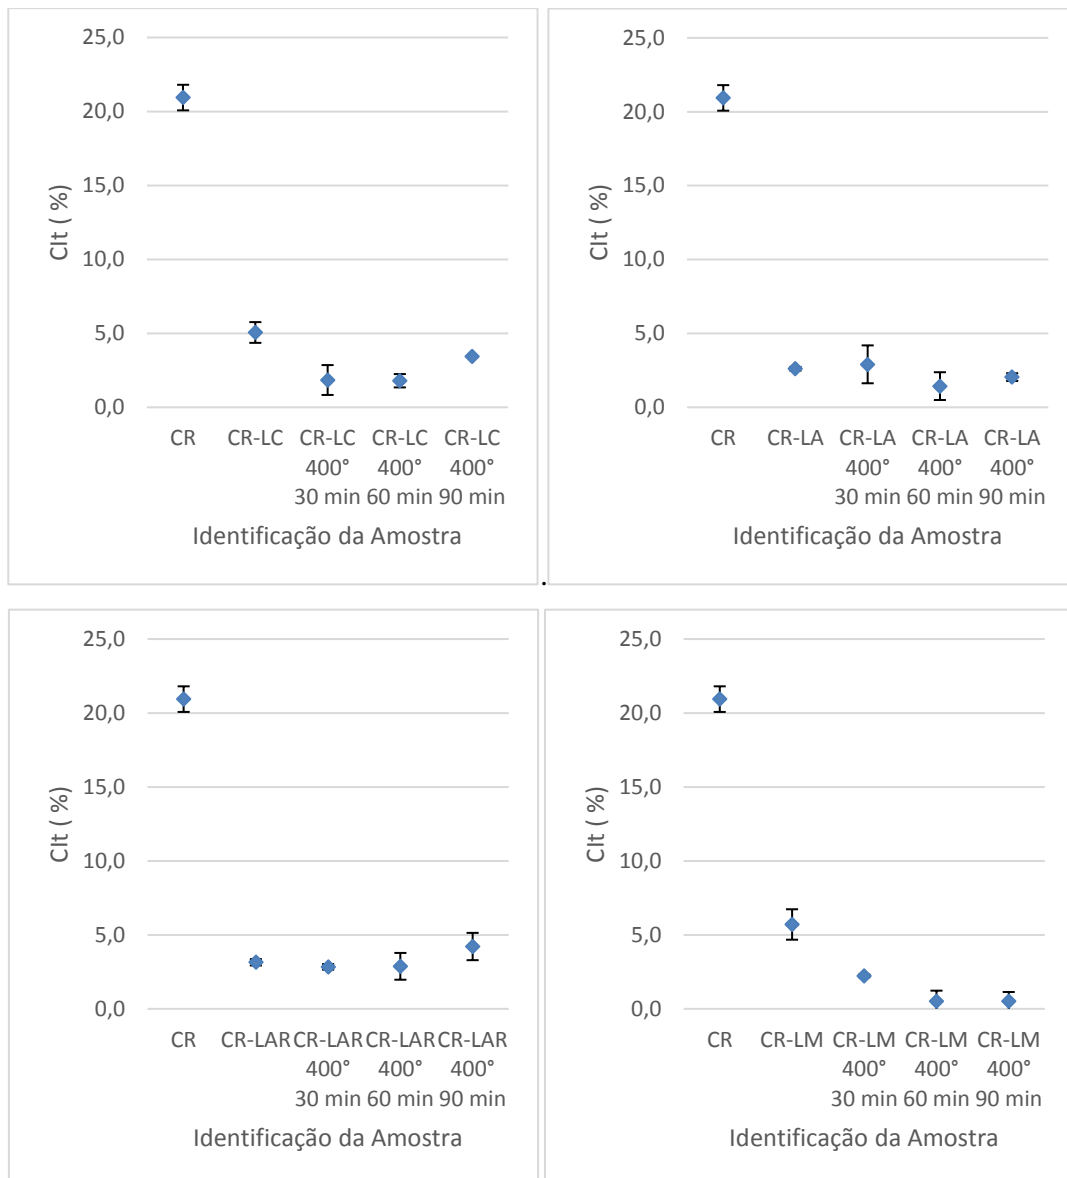 25,0
20,0
15,0
10,0
5,0
0,0
Clt ( %)
CR CR-LC CR-LC CR-LC CR-LC
400° 400° 400°
30 min 60 min 90 min
Identificação da Amostra
25,0
20,0
15,0
10,0
5,0
0,0
Clt ( %)
CR CR-LA CR-LA CR-LA CR-LA
400° 400° 400°
30 min 60 min 90 min
Identificação da Amostra
.
25,0
20,0
15,0
10,0
5,0
0,0
Clt ( %)
CR CR-LAR CR-LAR CR-LAR CR-LAR
400° 400° 400°
30 min 60 min 90 min
Identificação da Amostra
25,0
20,0
15,0
10,0
5,0
0,0
Clt ( %)
CR CR-LM CR-LM CR-LM CR-LM
400° 400° 400°
30 min 60 min 90 min
Identificação da Amostra